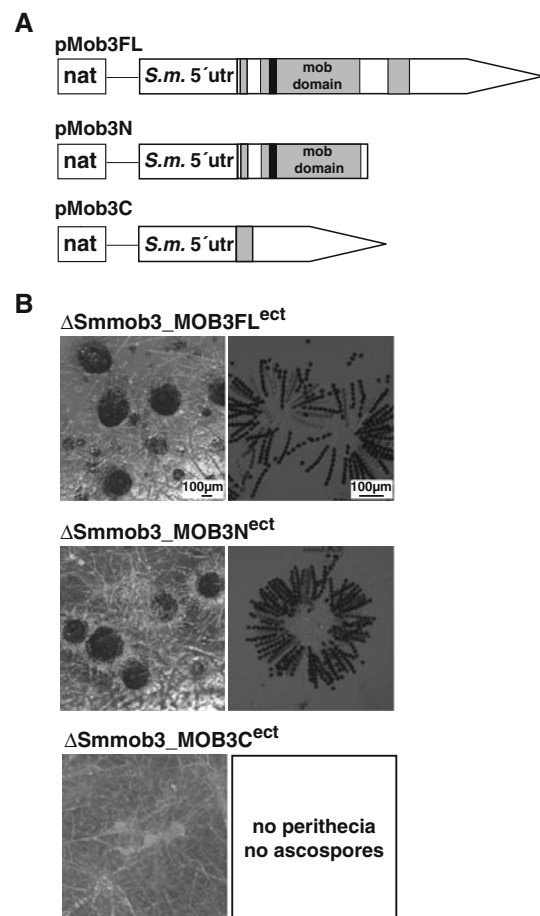 A
pMob3FL
nat S.m. 5´utr mob domain
pMob3N
nat S.m. 5´utr mob domain
pMob3C
nat S.m. 5´utr
B
ΔSmmob3_MOB3FLect
100µm 100µm
ΔSmmob3_MOB3Nect
ΔSmmob3_MOB3Cect
no perithecia
no ascospores